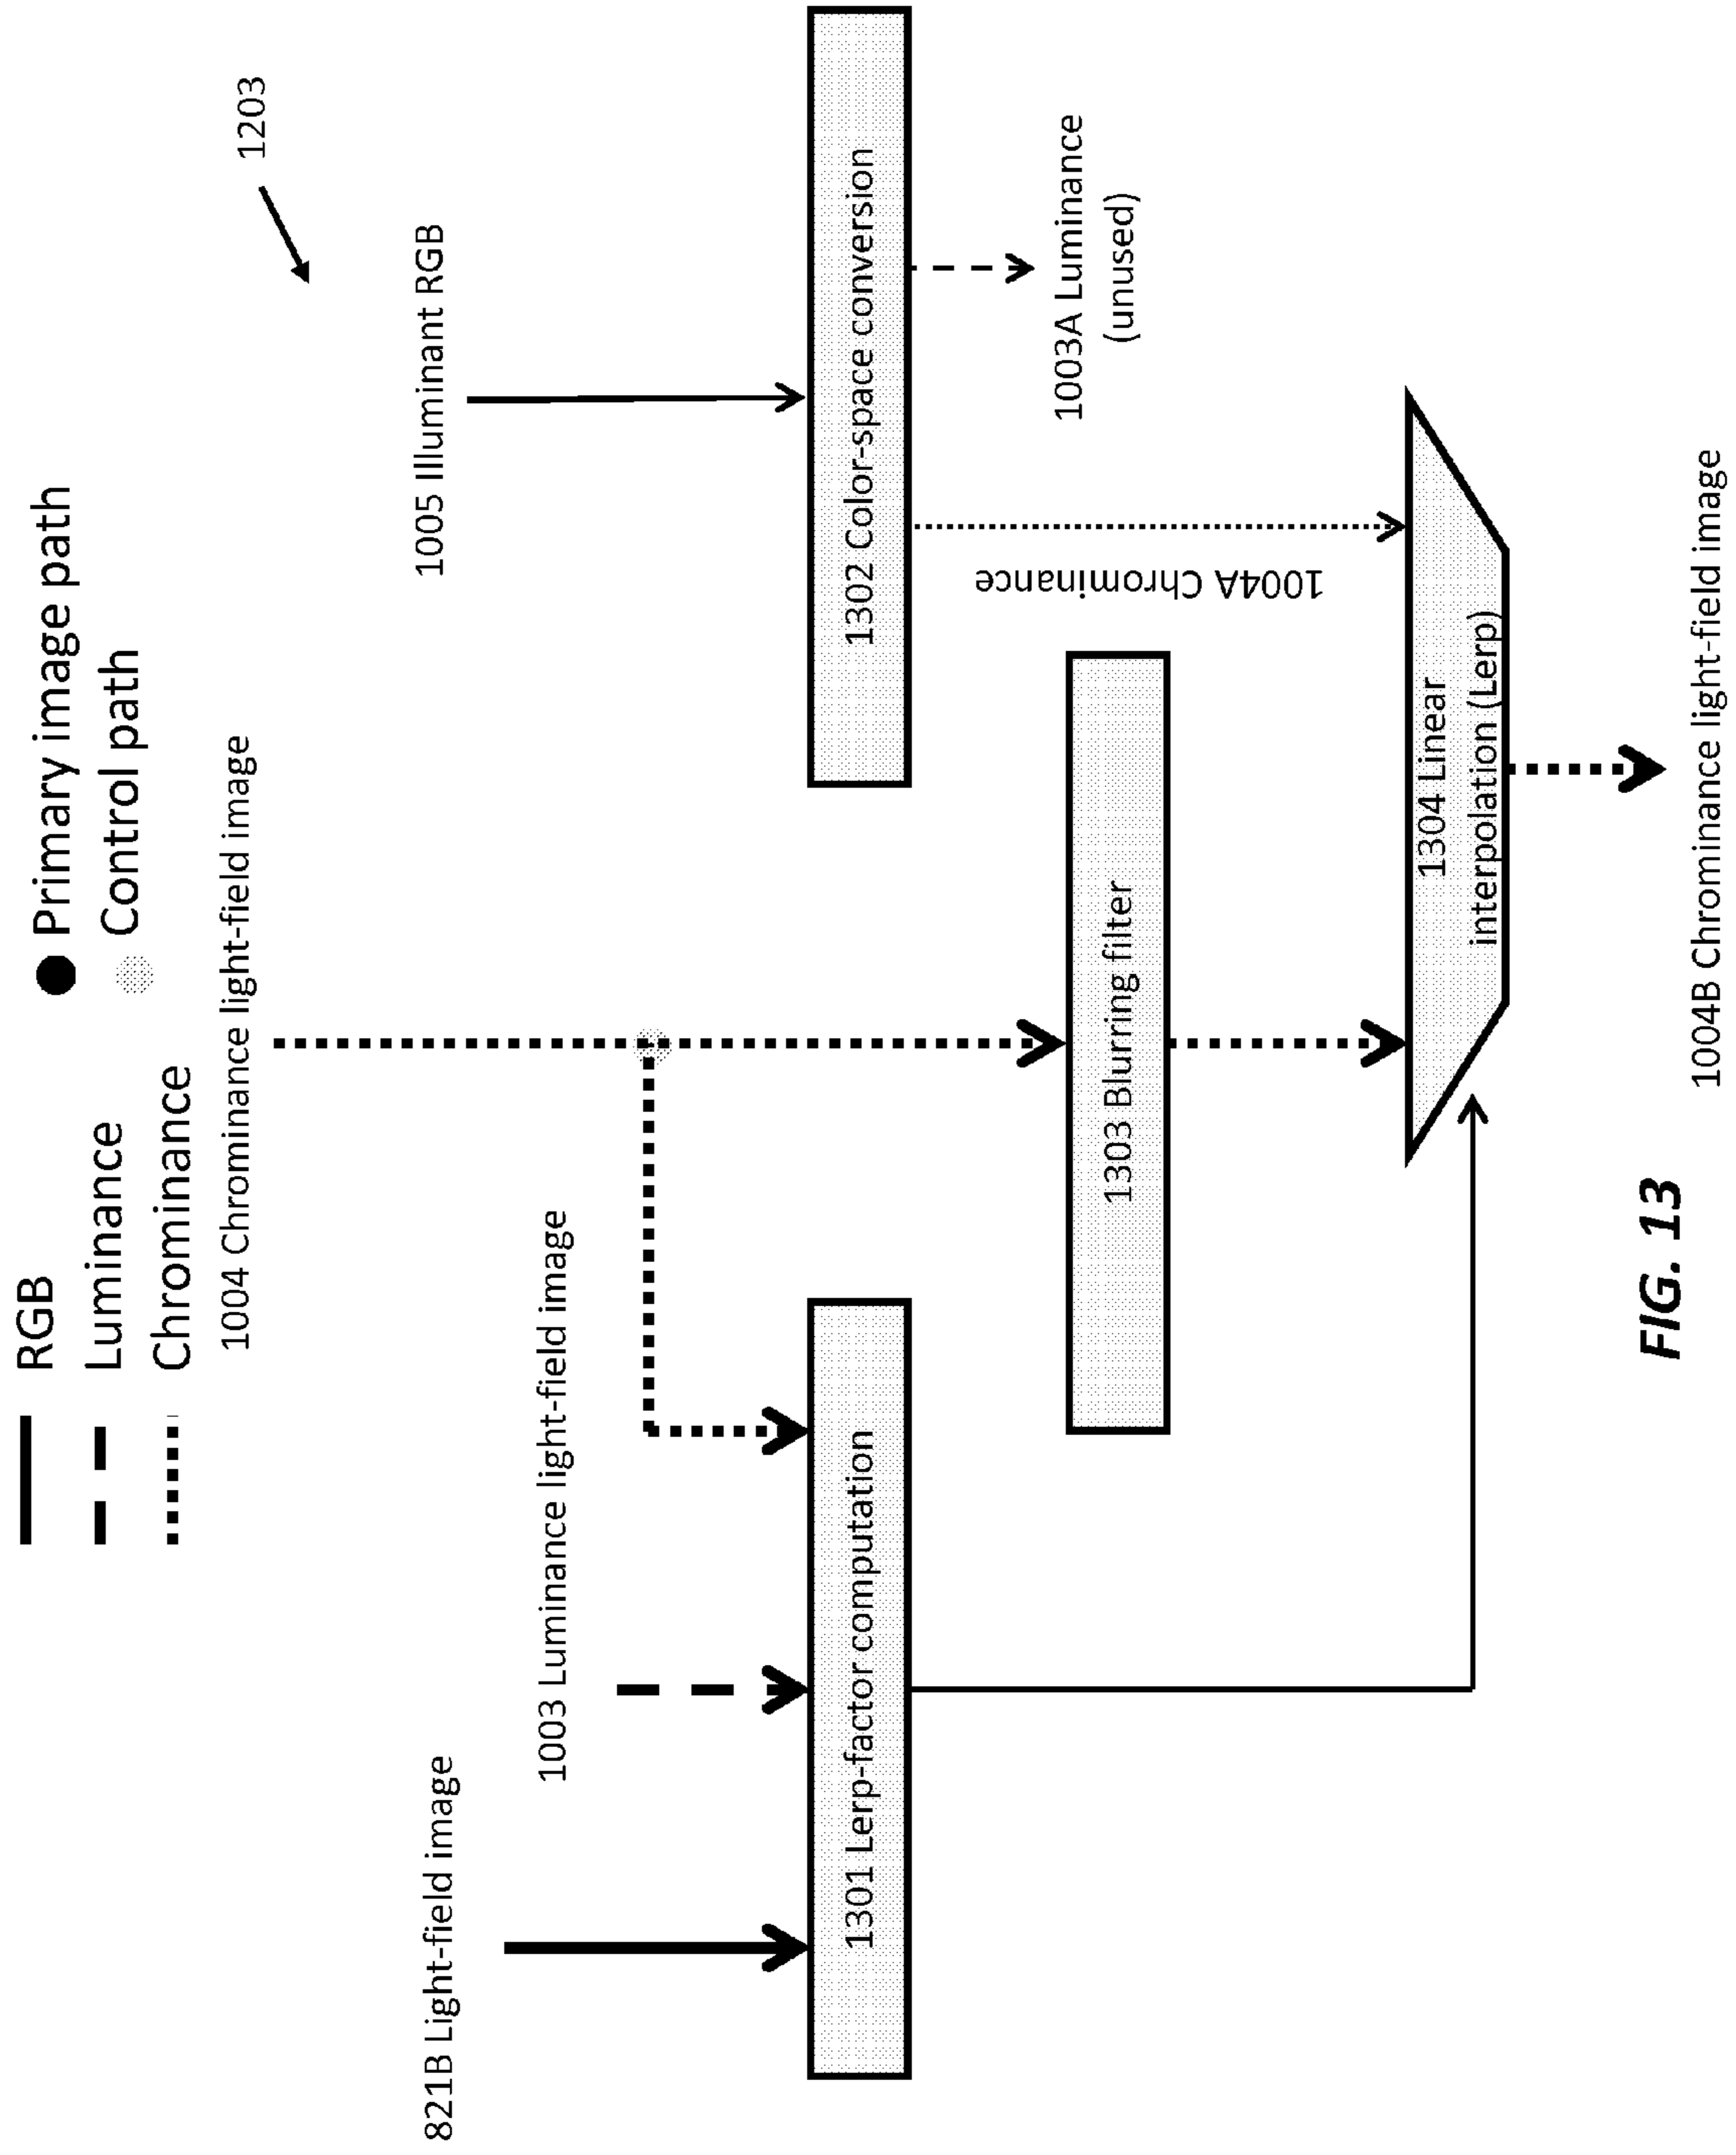 RGB
Luminance
Chrominance
Primary image path
Control path
1203
1004 Chrominance light-field image
1005 Illuminant RGB
821B Light-field image
1003 Luminance light-field image
1301 Lerp-factor computation
1302 Color-space conversion
1003A Luminance
(unused)
1004A Chrominance
1303 Blurring filter
1304 Linear
interpolation (Lerp)
1004B Chrominance light-field image
FIG. 13